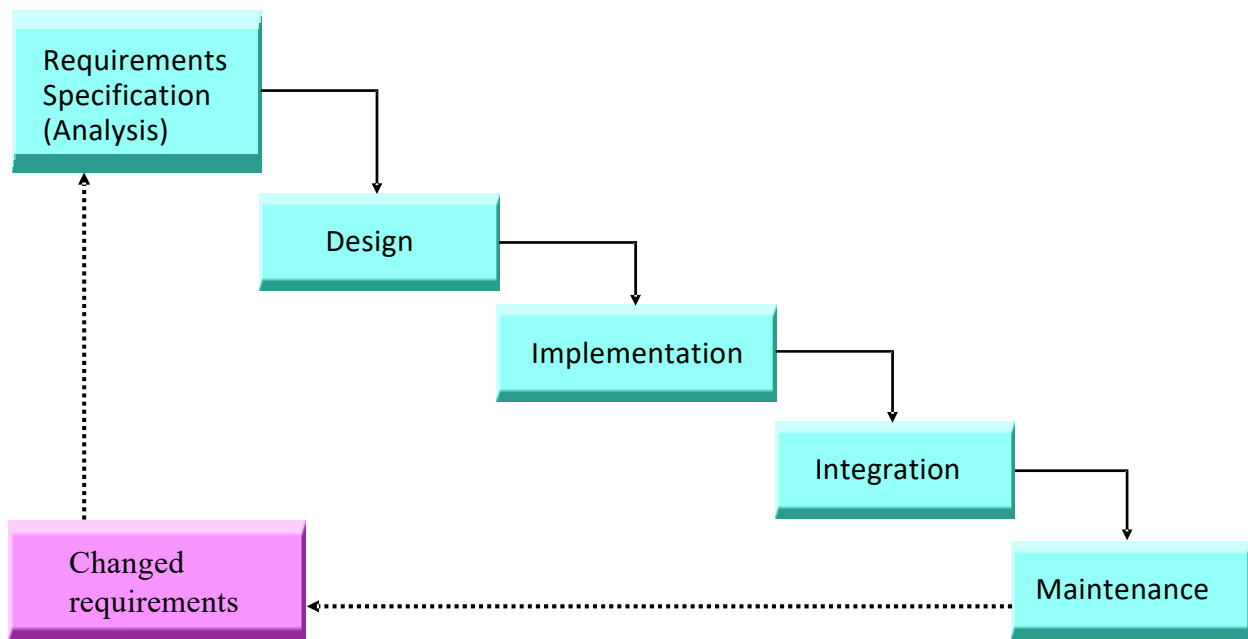 Requirements
Specification
(Analysis)
Design
Implementation
Integration
Changed
requirements
Maintenance